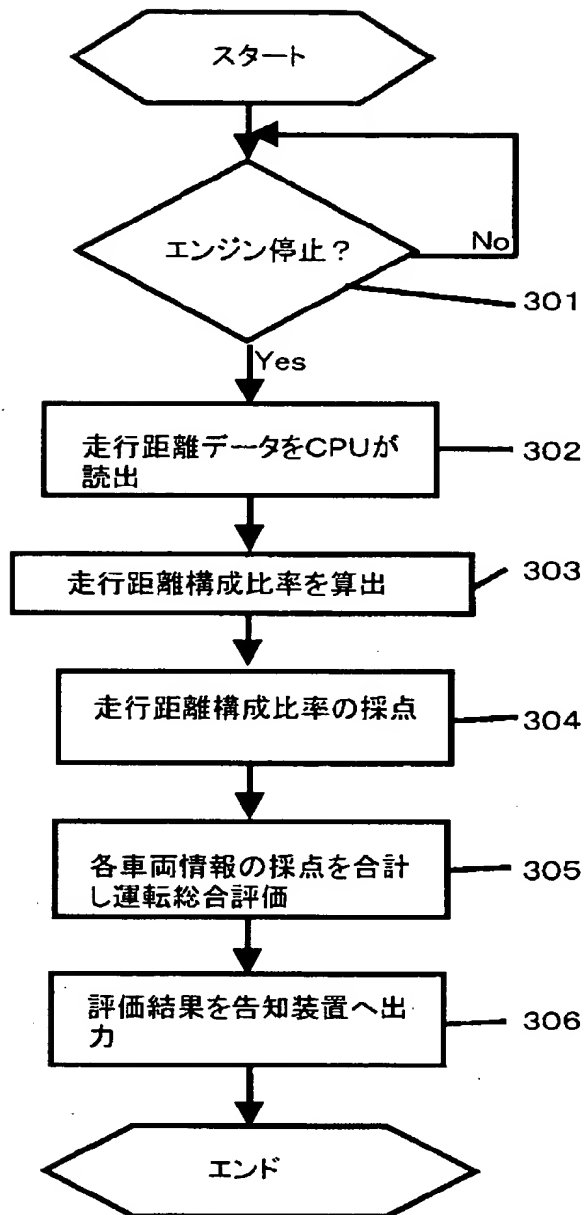 スタート
エンジン停止？
No
301
Yes
走行距離データをCPUが
読出
302
走行距離構成比率を算出
303
走行距離構成比率の採点
304
各車両情報の採点を合計
し運転総合評価
305
評価結果を告知装置へ出
力
306
エンド